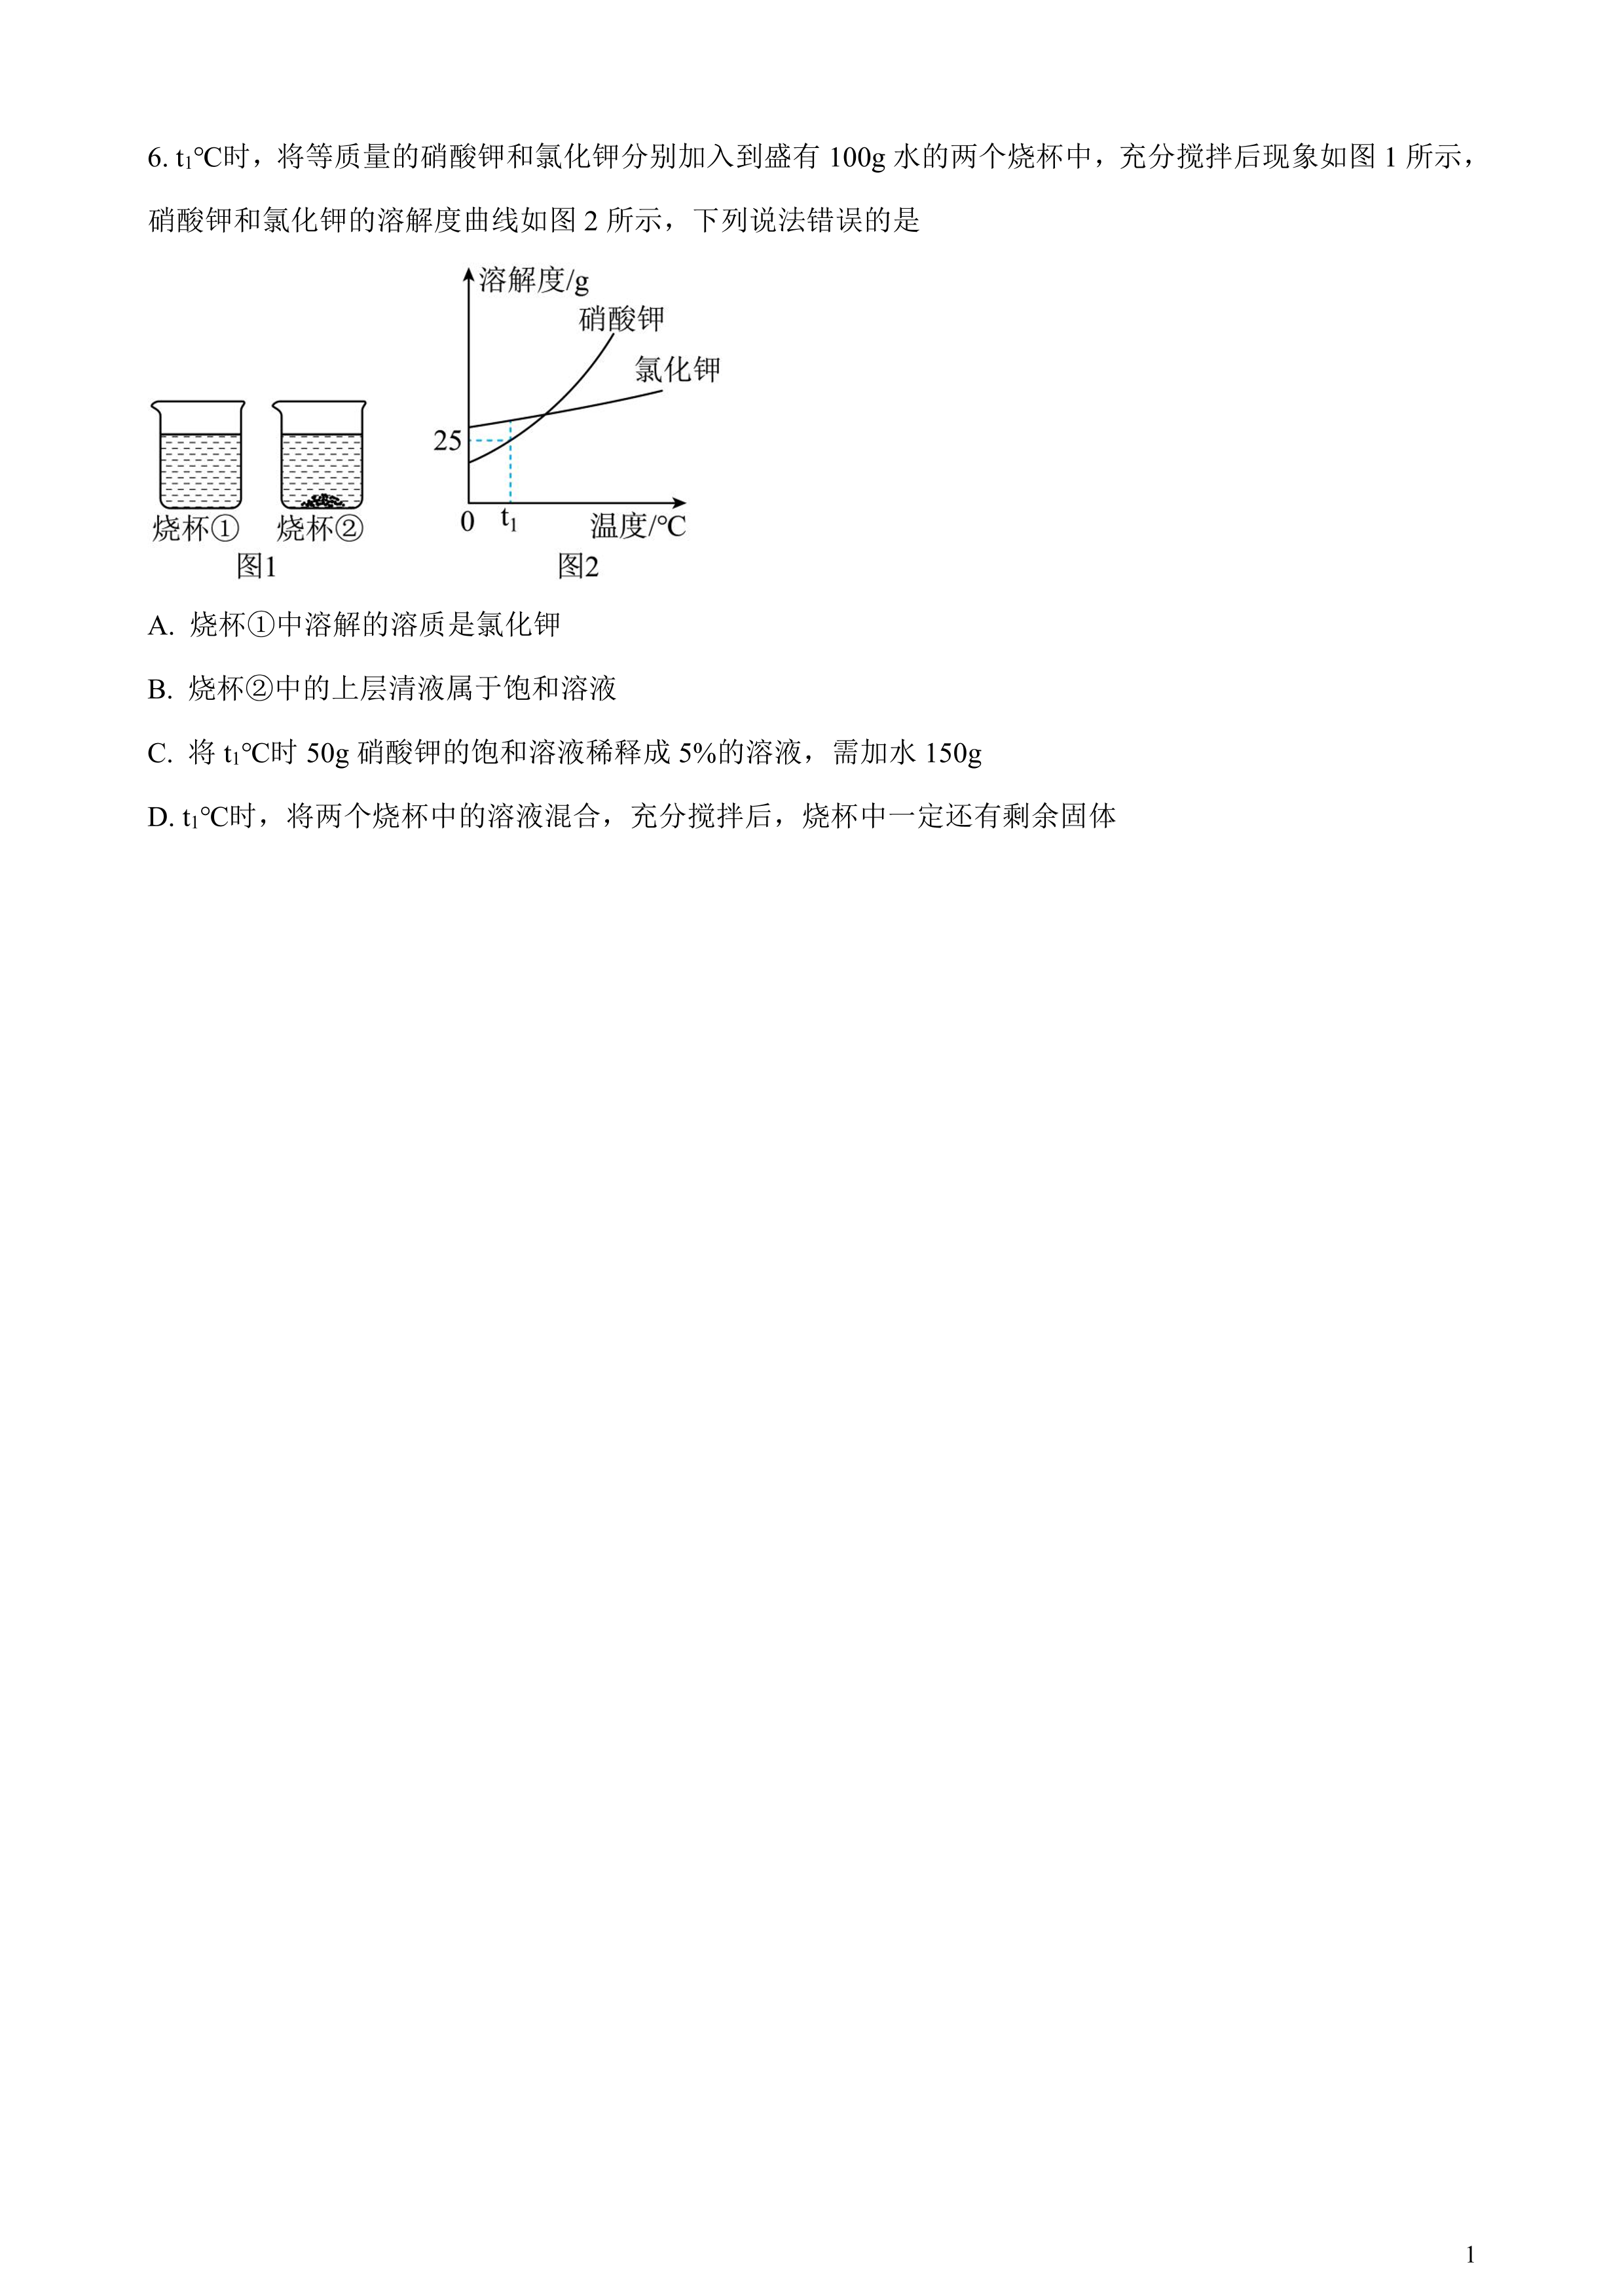 6. t₁℃时，将等质量的硝酸钾和氯化钾分别加入到盛有 100g 水的两个烧杯中，充分搅拌后现象如图 1 所示，
硝酸钾和氯化钾的溶解度曲线如图 2 所示，下列说法错误的是
溶解度/g
硝酸钾
氯化钾
25
0 t₁ 温度/℃
烧杯① 烧杯②
图1 图2
A. 烧杯①中溶解的溶质是氯化钾
B. 烧杯②中的上层清液属于饱和溶液
C. 将 t₁℃时 50g 硝酸钾的饱和溶液稀释成 5%的溶液，需加水 150g
D. t₁℃时，将两个烧杯中的溶液混合，充分搅拌后，烧杯中一定还有剩余固体
1